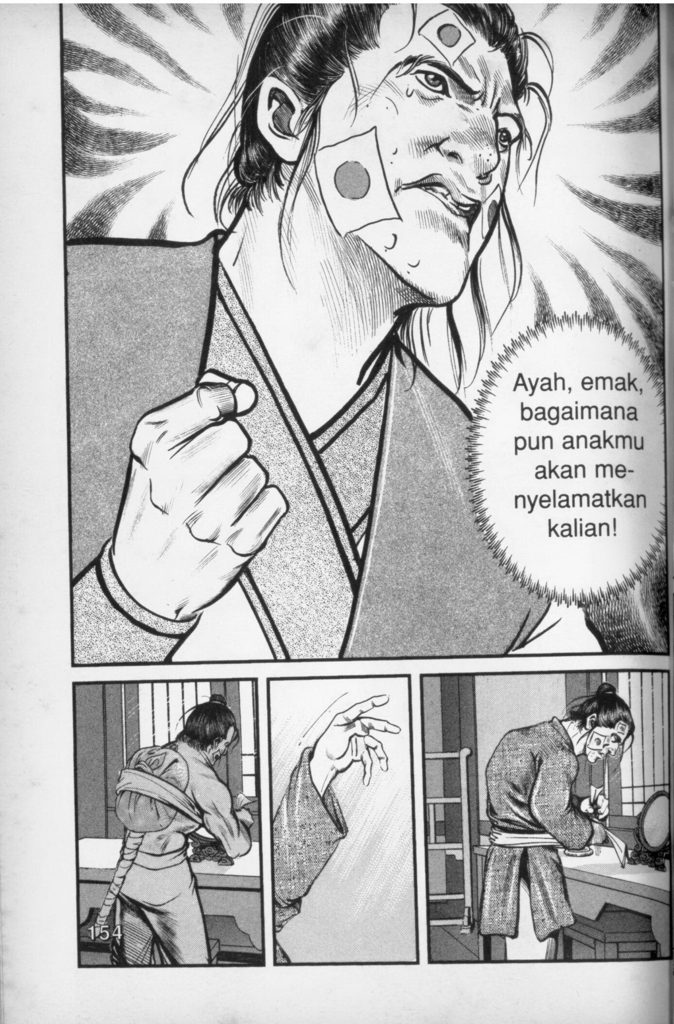 Ayah, emak,
bagaimana
pun anakmu
akan me-
nyelamatkan
kalian!
154